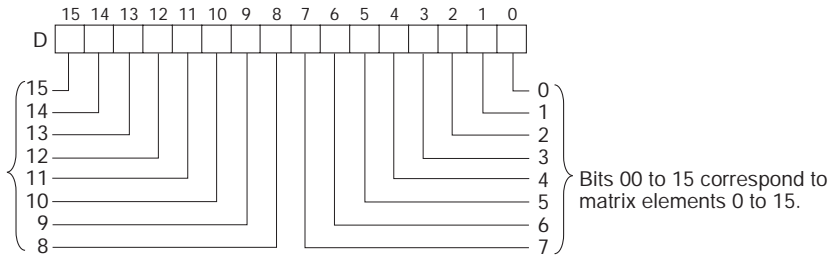 15 14 13 12 11 10 9 8 7 6 5 4 3 2 1 0
D
15 0
14 1
13 2
12 3
11 4
10 5
9 6
8 7
Bits 00 to 15 correspond to
matrix elements 0 to 15.